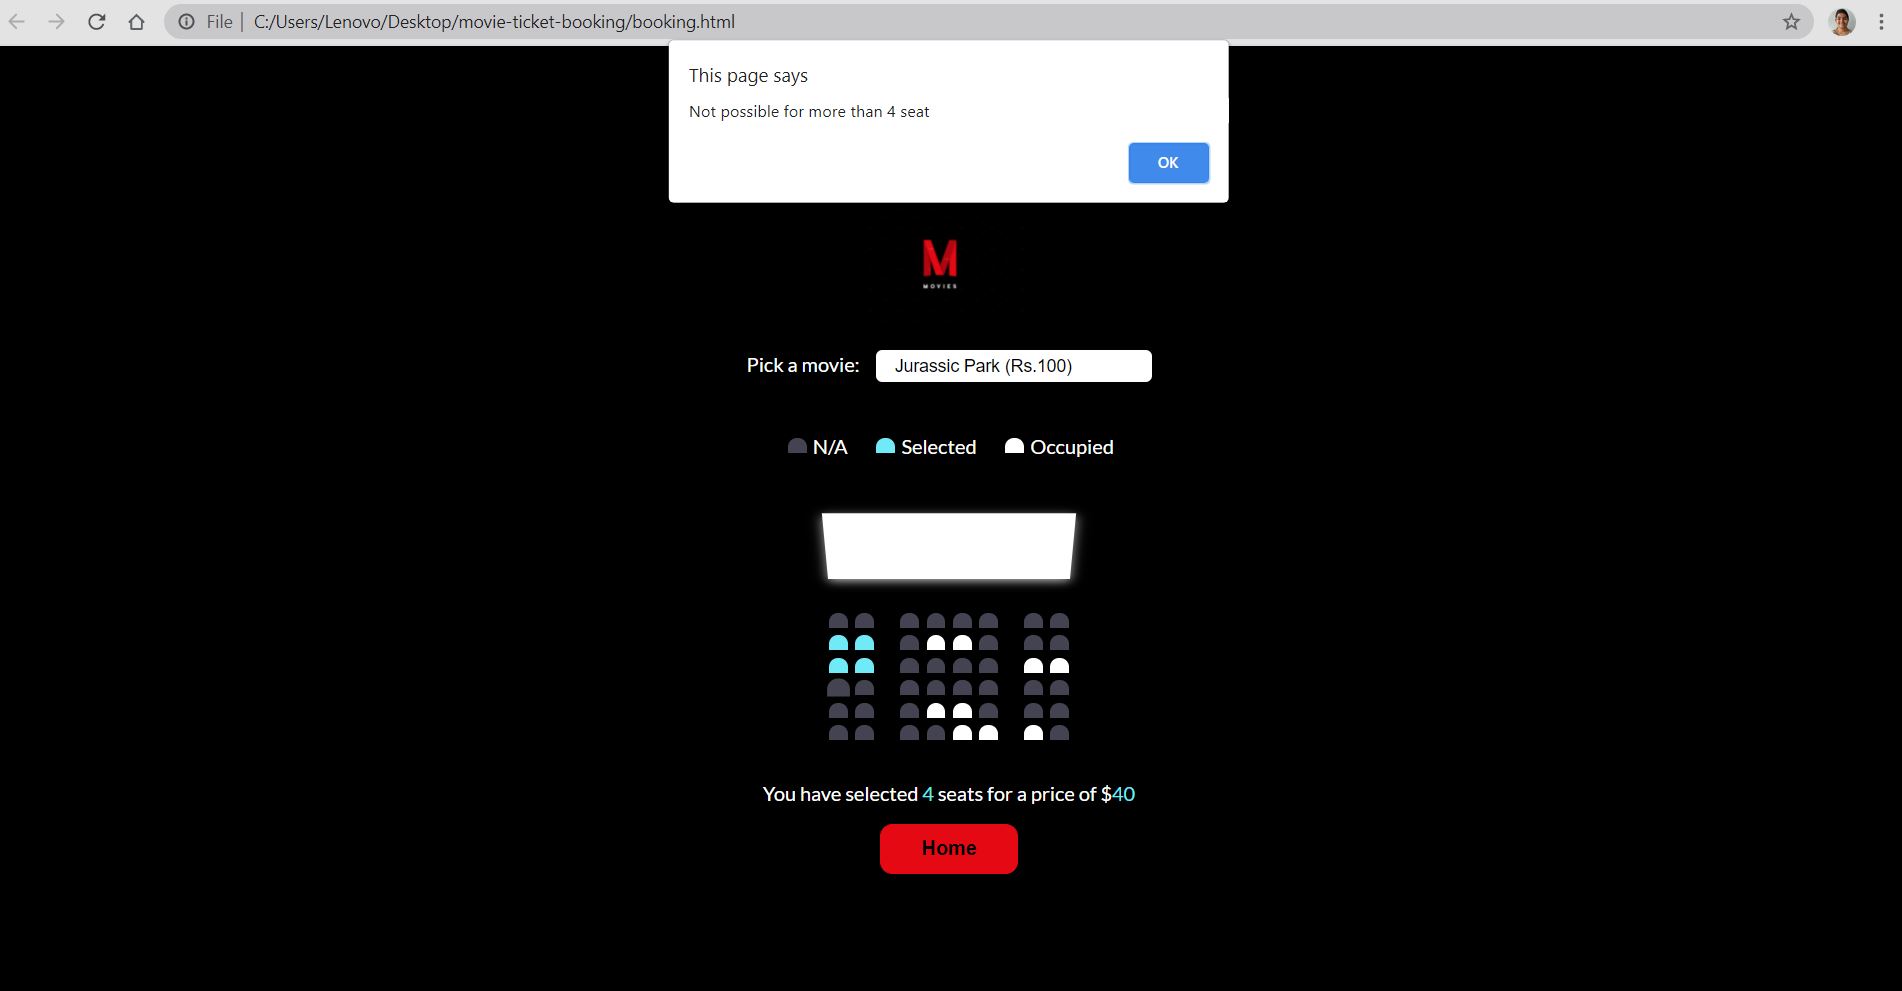 File | C:/Users/Lenovo/Desktop/movie-ticket-booking/booking.html
This page says
Not possible for more than 4 seat
OK
M
MOVIES
Pick a movie: Jurassic Park (Rs.100)
N/A Selected Occupied
You have selected 4 seats for a price of $40
Home